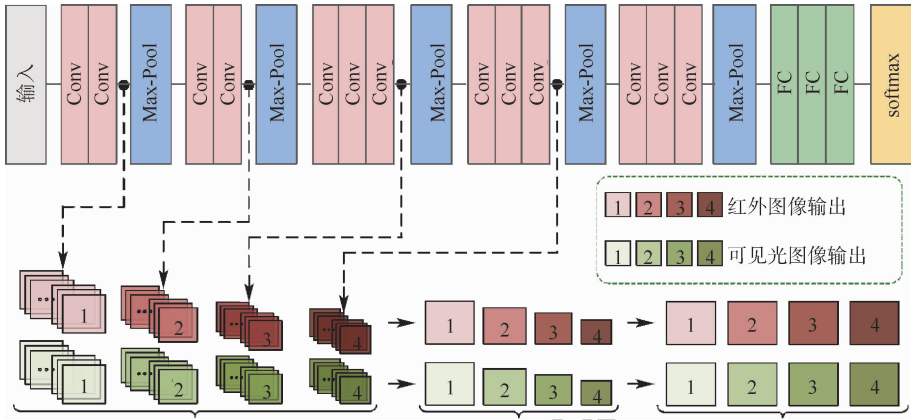 输入
Conv
Conv
Max-Pool
Conv
Conv
Max-Pool
Conv
Conv
Conv
Max-Pool
Conv
Conv
Conv
Max-Pool
Conv
Conv
Conv
Max-Pool
FC
FC
FC
softmax
1 2 3 4 红外图像输出
1 2 3 4 可见光图像输出
... 1 ... 2 ... 3 ... 4 1 2 3 4 1 2 3 4
... 1 ... 2 ... 3 ... 4 1 2 3 4 1 2 3 4